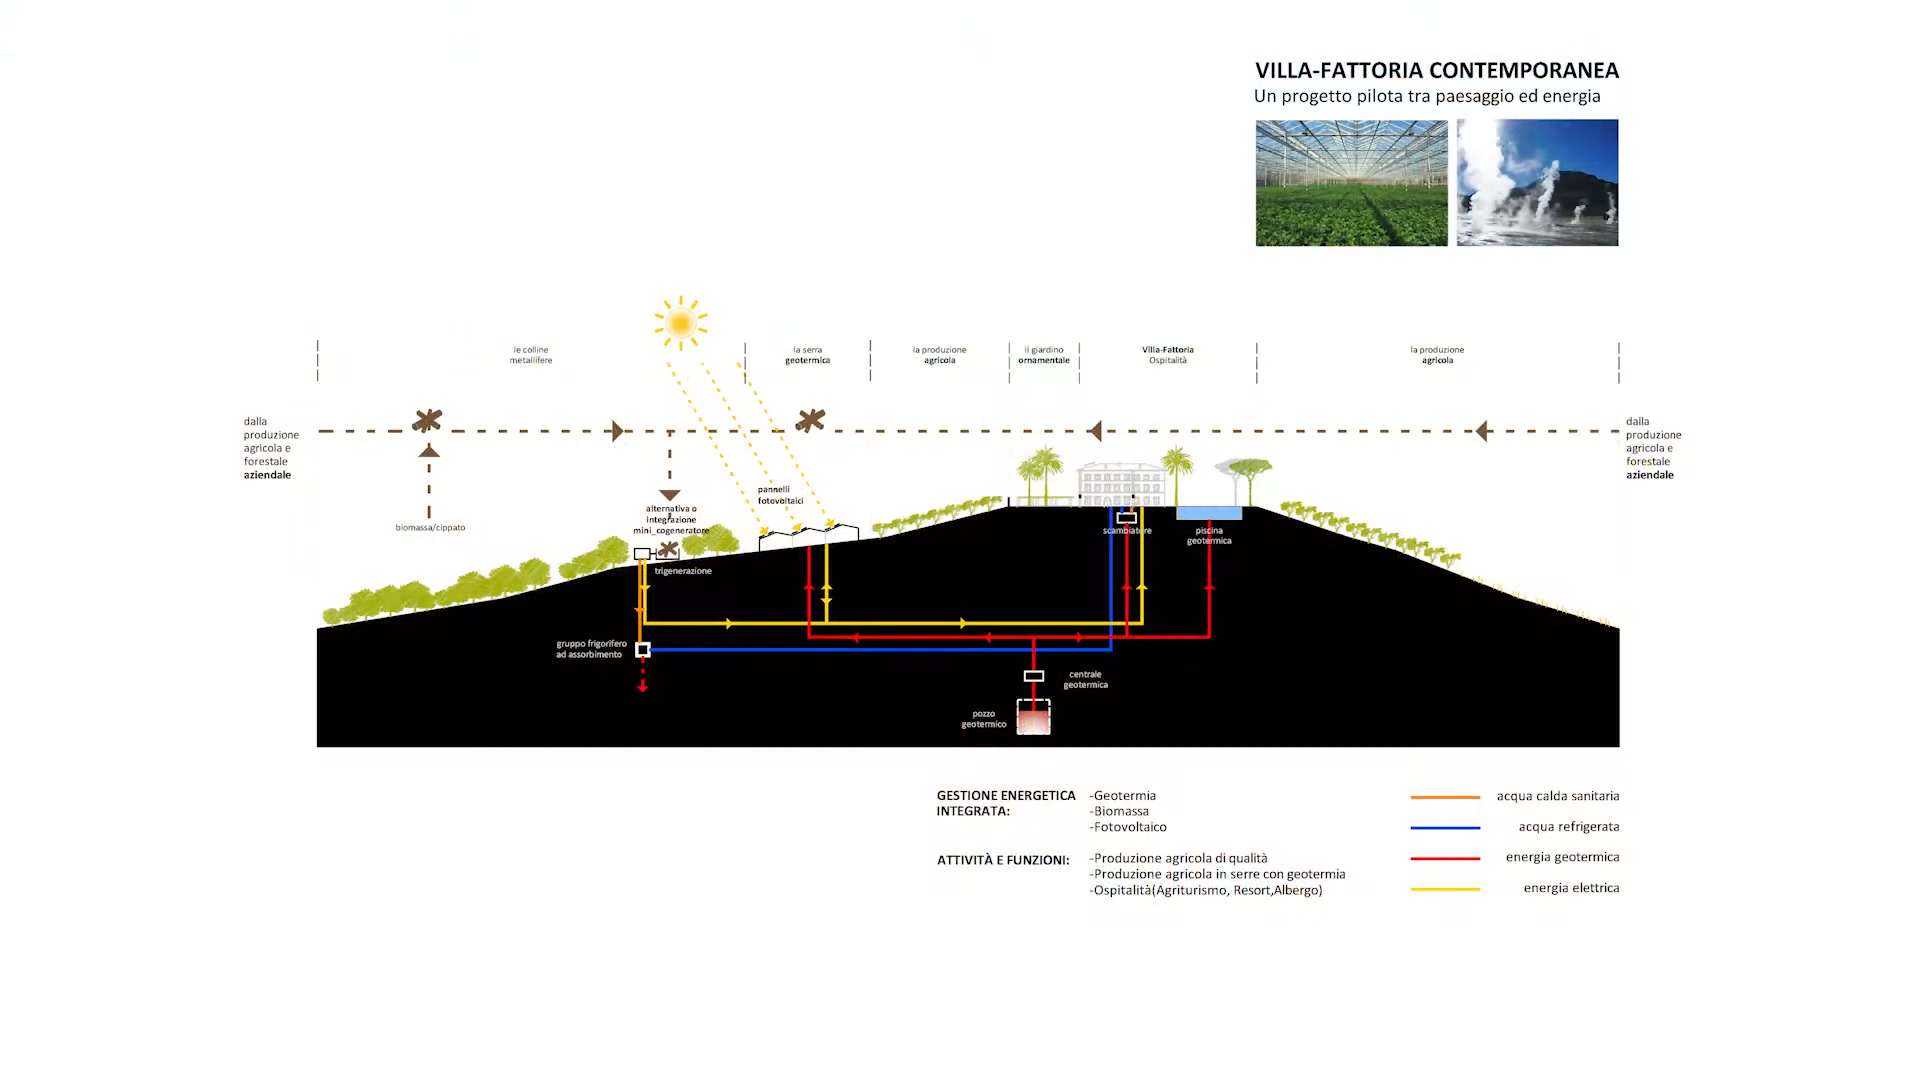 VILLA-FATTORIA CONTEMPORANEA
Un progetto pilota tra paesaggio ed energia
le colline
metallifere
la serra
geotermica
la produzione
agricola
il giardino
ornamentale
Villa-Fattoria
Ospitalità
la produzione
agricola
dalla
produzione
agricola e
forestale
aziendale
dalla
produzione
agricola e
forestale
aziendale
biomassa/cippato
pannelli
fotovoltaici
alternativa o
integrazione
mini_cogeneratore
trigenerazione
scambiatore
piscina
geotermica
gruppo frigorifero
ad assorbimento
centrale
geotermica
pozzo
geotermico
GESTIONE ENERGETICA
INTEGRATA:
-Geotermia
-Biomassa
-Fotovoltaico
ATTIVITÀ E FUNZIONI:
-Produzione agricola di qualità
-Produzione agricola in serre con geotermia
-Ospitalità(Agriturismo, Resort,Albergo)
acqua calda sanitaria
acqua refrigerata
energia geotermica
energia elettrica